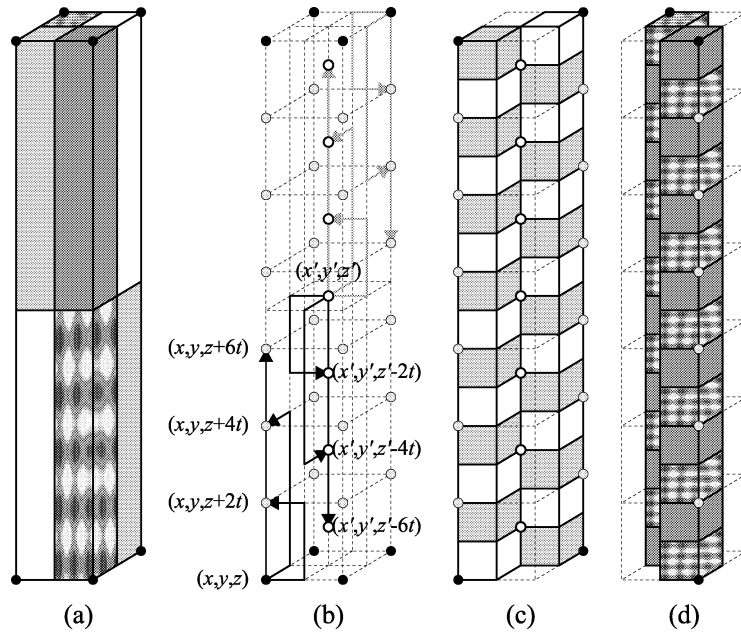 (x′,y′,z′)
(x,y,z+6t)
(x′,y′,z′-2t)
(x,y,z+4t)
(x′,y′,z′-4t)
(x,y,z+2t)
(x′,y′,z′-6t)
(x,y,z)
(a) (b) (c) (d)